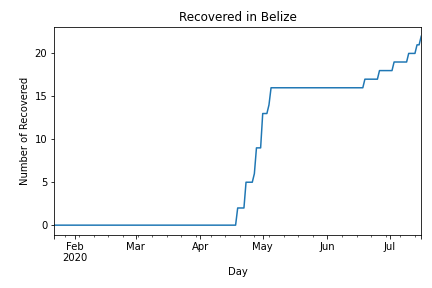 Recovered in Belize
Number of Recovered
20
15
10
5
0
Feb
2020
Mar
Apr
May
Jun
Jul
Day